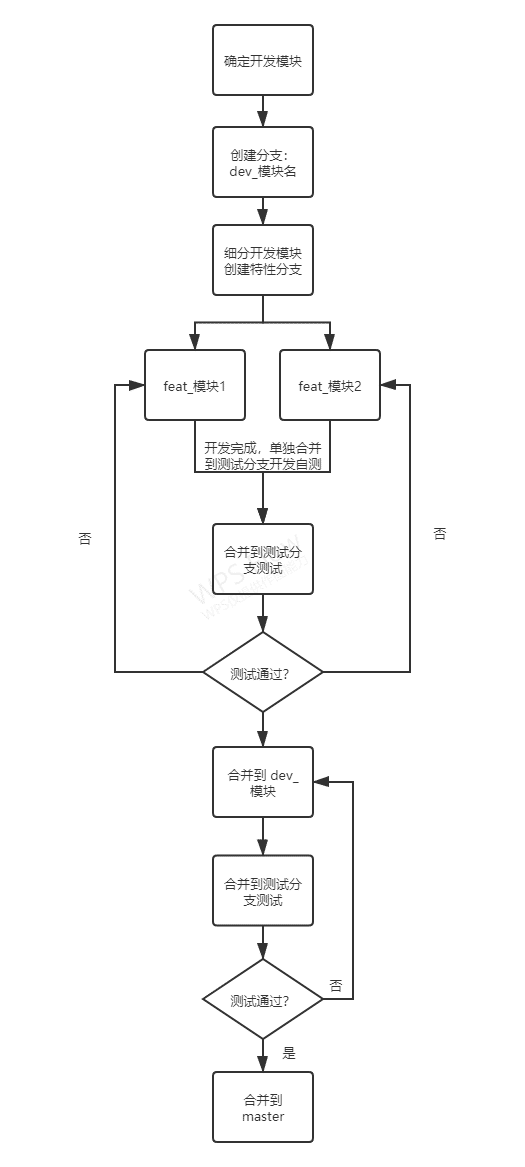 确定开发模块
创建分支：
dev_模块名
细分开发模块
创建特性分支
feat_模块1
feat_模块2
开发完成，单独合并
到测试分支开发自测
否
否
合并到测试分
支测试
测试通过？
合并到 dev_
模块
合并到测试分
支测试
测试通过？
否
是
合并到
master